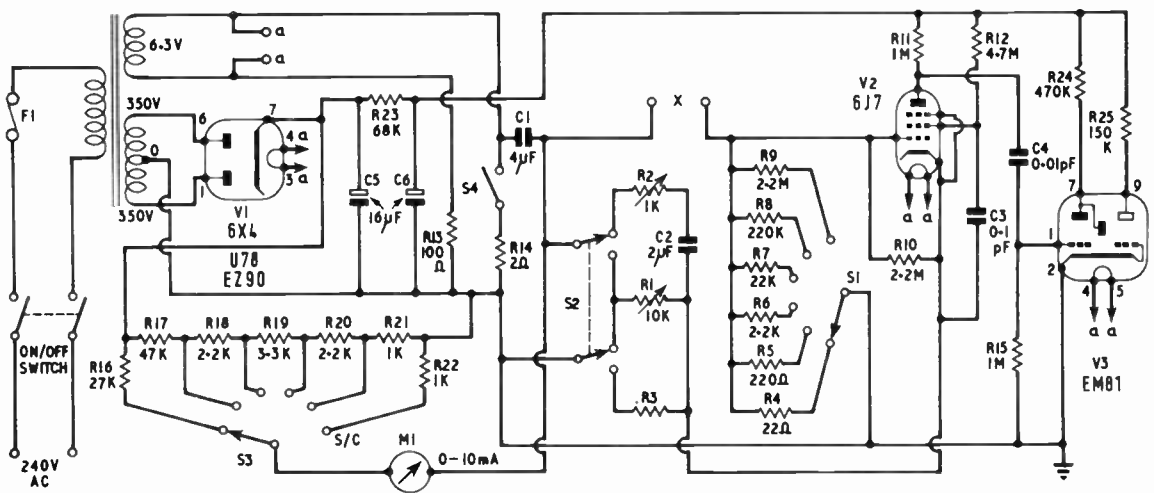 6·3V
a
a
F1
350V
0
350V
6
7
4 a
3 a
1
V1
6X4
U78
EZ90
R23
68K
C5
C6
16μF
R13
100
Ω
C1
4μF
S4
R14
2Ω
X
R2
1K
C2
2μF
S2
R1
10K
R3
R9
2·2M
R8
220K
R7
22K
R6
2·2K
R5
220Ω
R4
22Ω
S1
R11
1M
R12
4·7M
V2
6J7
a
a
R10
2·2M
C3
0·1
pF
C4
0·01pF
R15
1M
R24
470K
R25
150
K
7
9
1
2
4
5
a
a
V3
EM81
ON/OFF
SWITCH
240V
AC
R17
47K
R18
2·2K
R19
3·3K
R20
2·2K
R21
1K
R16
27K
R22
1K
S/C
S3
M1
0-10mA